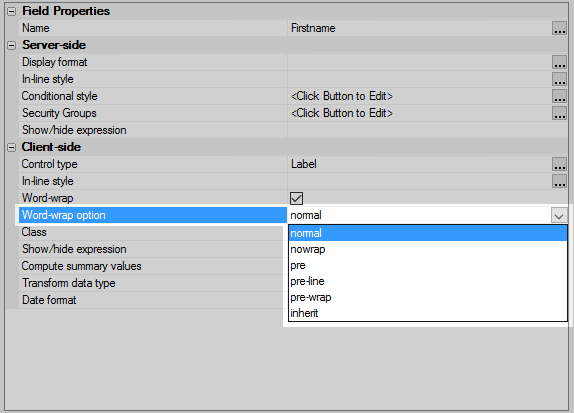 Field Properties
Name Firstname ...
Server-side
Display format ...
In-line style ...
Conditional style <Click Button to Edit> ...
Security Groups <Click Button to Edit> ...
Show/hide expression
Client-side
Control type Label ...
In-line style ...
Word-wrap
Word-wrap option normal
Class normal
Show/hide expression nowrap
Compute summary values pre
Transform data type pre-line
Date format pre-wrap
inherit